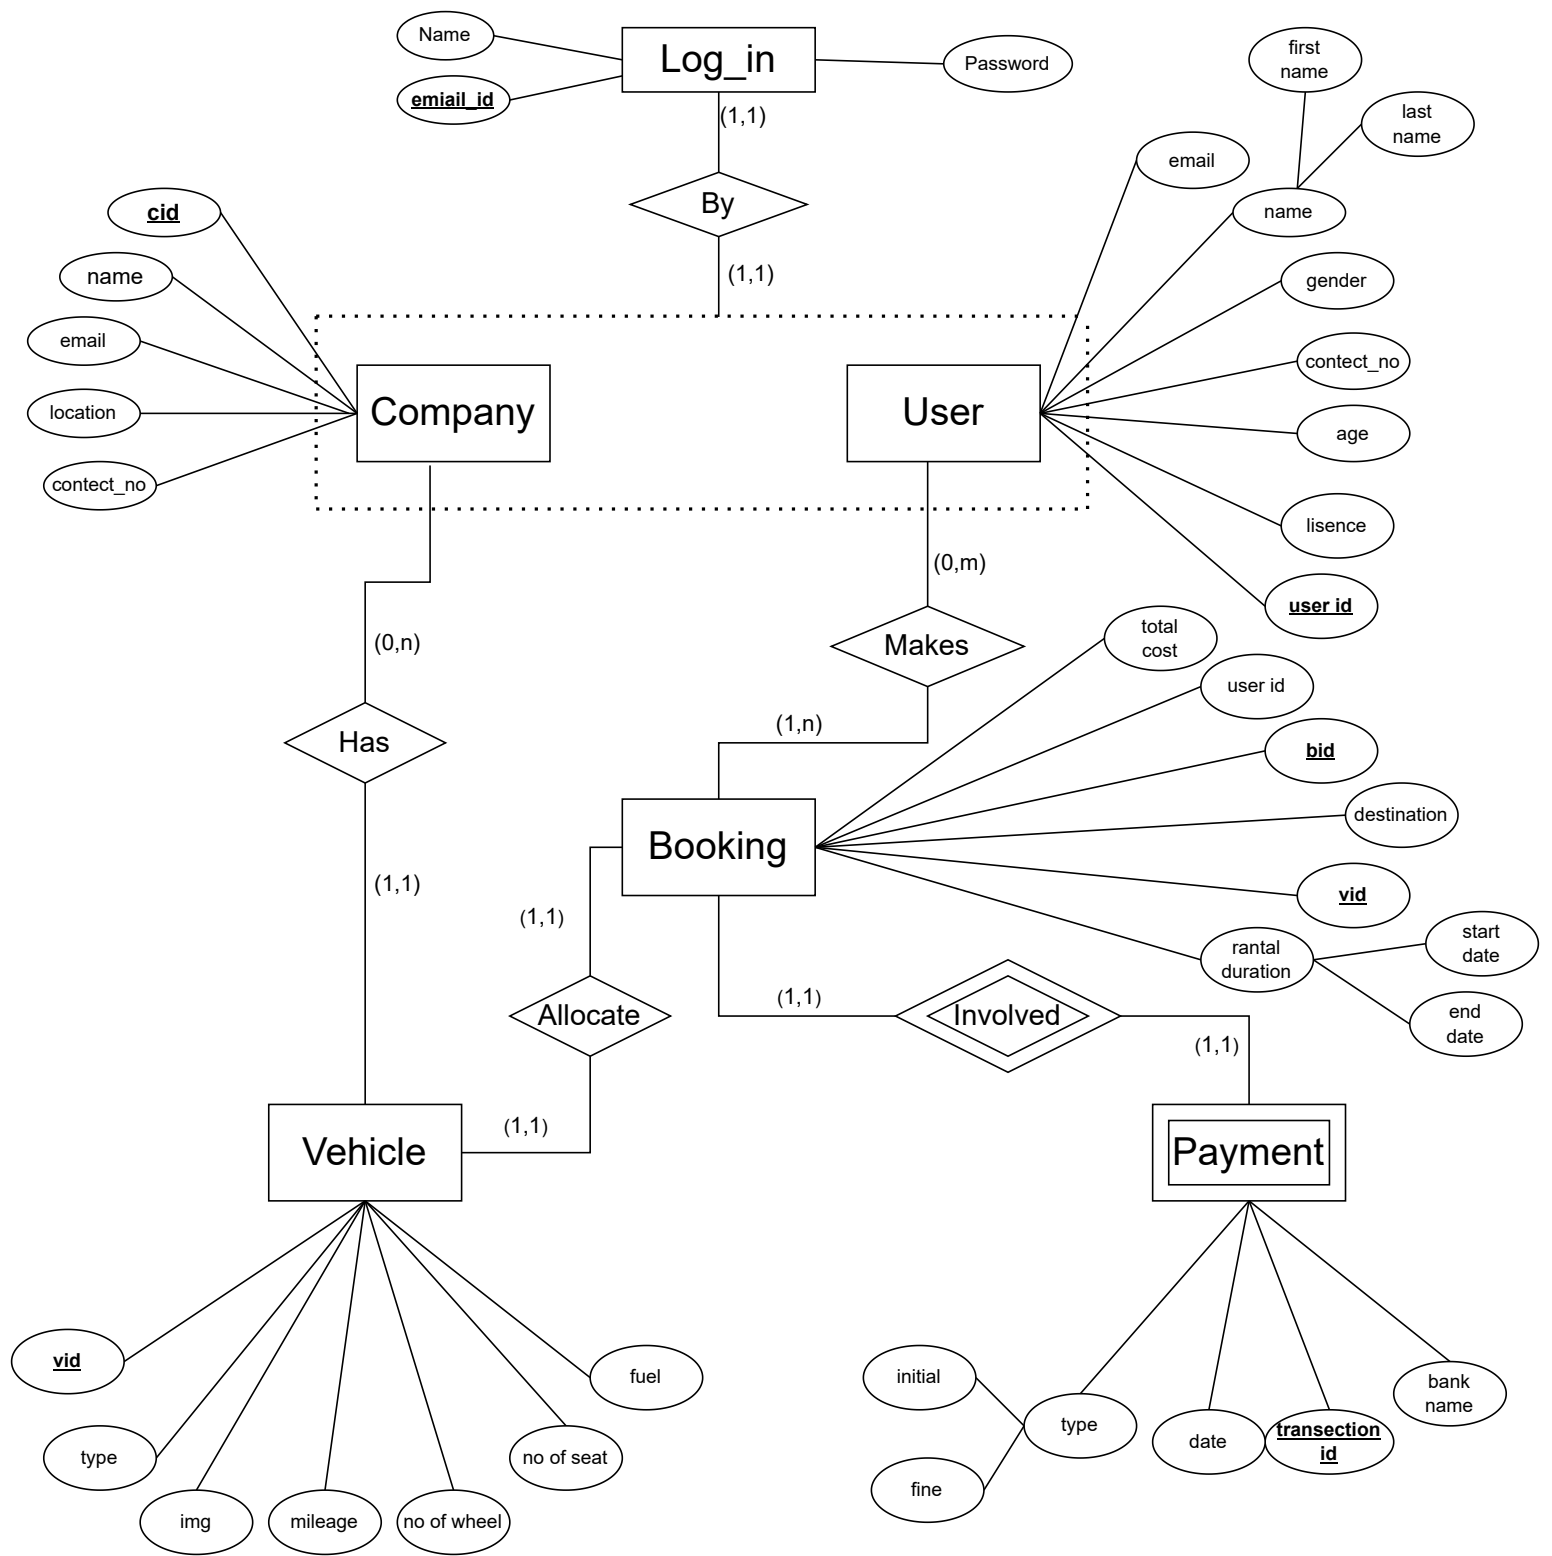 Name
Log_in
Password
emiail_id
(1,1)
By
(1,1)
first
name
last
name
email
name
gender
contect_no
age
lisence
user id
cid
name
email
location
contect_no
Company
User
(0,n)
(0,m)
Has
Makes
(1,n)
(1,1)
total
cost
user id
bid
destination
vid
rantal
duration
start
date
end
date
Booking
(1,1)
Allocate
(1,1)
(1,1)
Involved
(1,1)
Vehicle
Payment
vid
type
img
mileage
no of wheel
no of seat
fuel
initial
fine
type
date
transection
id
bank
name